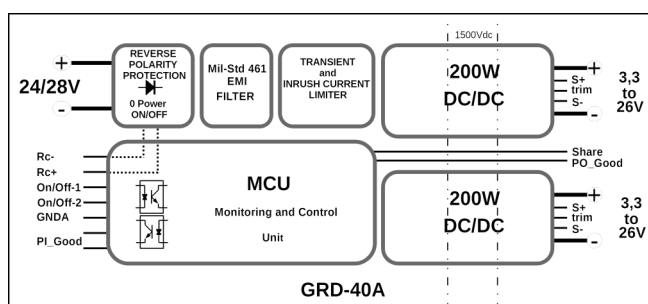 1500Vdc
+
24/28V
-
REVERSE
POLARITY
PROTECTION
0 Power
ON/OFF
Mil-Std 461
EMI
FILTER
TRANSIENT
and
INRUSH CURRENT
LIMITER
200W
DC/DC
+
S+
trim
S-
-
3,3
to
26V
Rc-
Rc+
On/Off-1
On/Off-2
GNDA
PI_Good
MCU
Monitoring and Control
Unit
Share
PO_Good
200W
DC/DC
+
S+
trim
S-
-
3,3
to
26V
GRD-40A